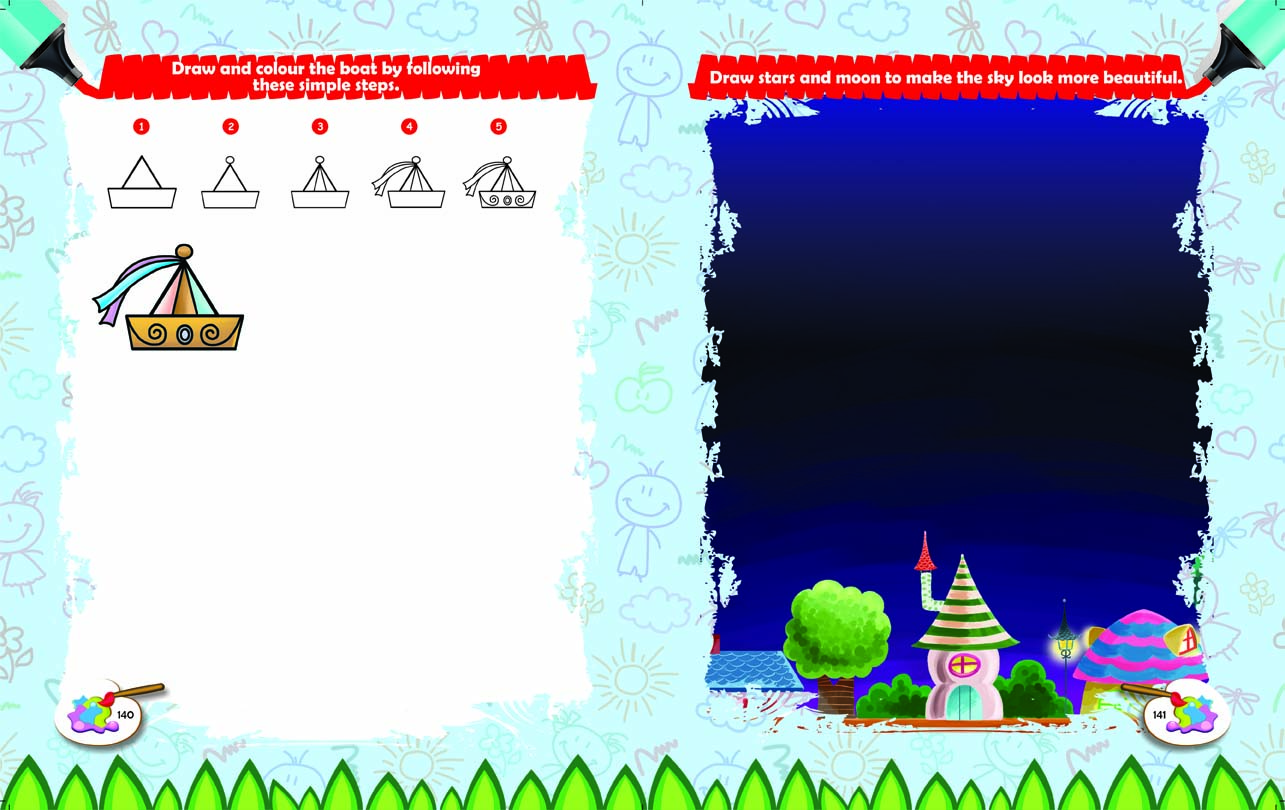 Draw and colour the boat by following
these simple steps.
1 2 3 4 5
140
Draw stars and moon to make the sky look more beautiful.
141